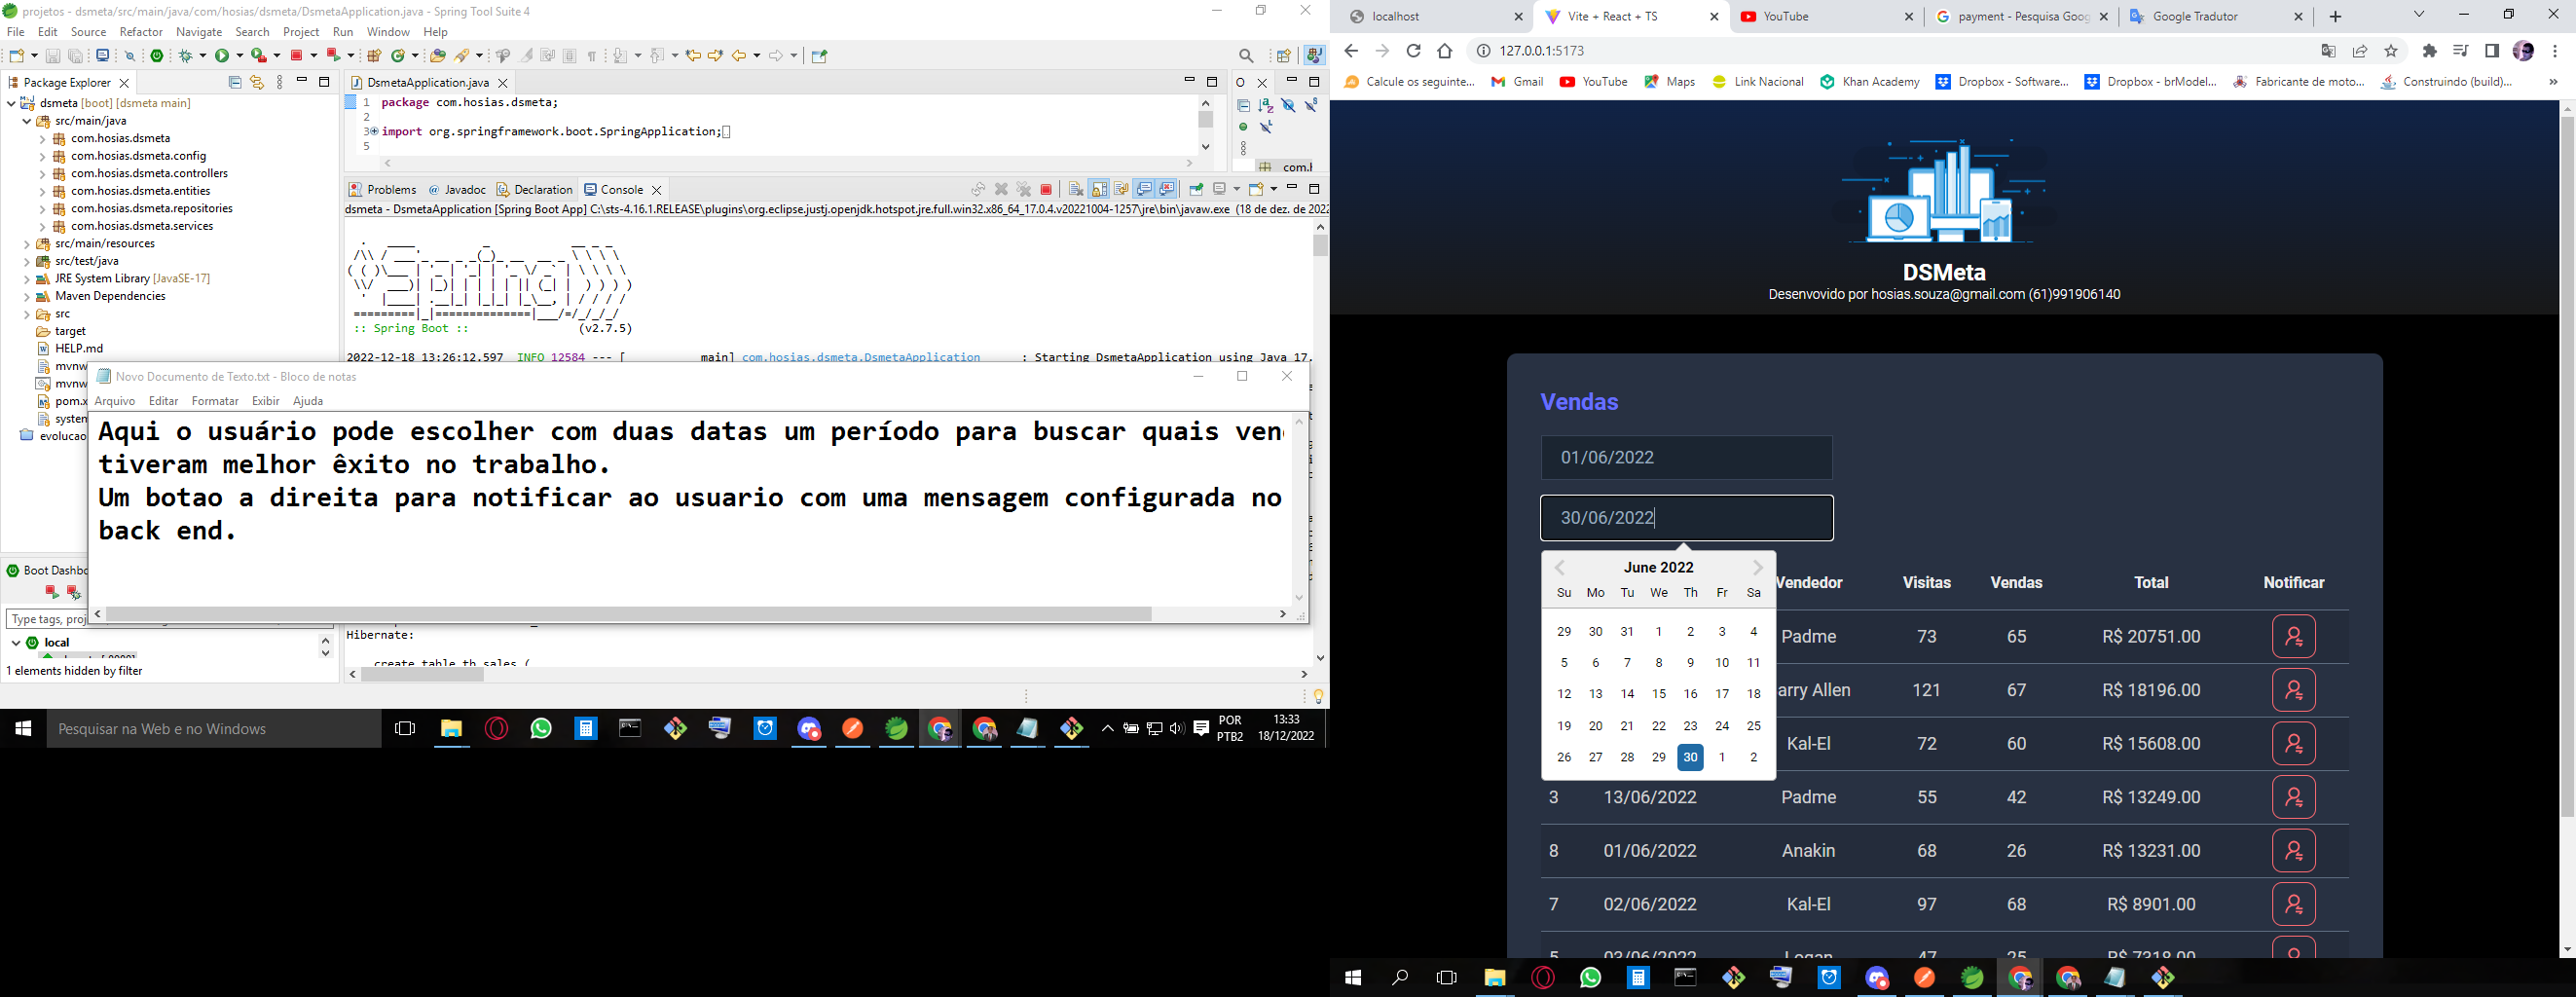 projetos - dsmeta/src/main/java/com/hosias/dsmeta/DsmetaApplication.java - Spring Tool Suite 4
File Edit Source Refactor Navigate Search Project Run Window Help
Package Explorer
dsmeta [boot] [dsmeta main]
src/main/java
com.hosias.dsmeta
com.hosias.dsmeta.config
com.hosias.dsmeta.controllers
com.hosias.dsmeta.entities
com.hosias.dsmeta.repositories
com.hosias.dsmeta.services
src/main/resources
src/test/java
JRE System Library [JavaSE-17]
Maven Dependencies
src
target
HELP.md
mvnw
mvnw
pom.x
system
evolucao
DsmetaApplication.java
1 package com.hosias.dsmeta;
2
3 import org.springframework.boot.SpringApplication;
5
Problems Javadoc Declaration Console
dsmeta - DsmetaApplication [Spring Boot App] C:\sts-4.16.1.RELEASE\plugins\org.eclipse.justj.openjdk.hotspot.jre.full.win32.x86_64_17.0.4.v20221004-1257\jre\bin\javaw.exe (18 de dez. de 2022
:: Spring Boot :: (v2.7.5)
2022-12-18 13:26:12.597 INFO 12584 --- [ main] com.hosias.dsmeta.DsmetaApplication : Starting DsmetaApplication using Java 17.
Novo Documento de Texto.txt - Bloco de notas
Arquivo Editar Formatar Exibir Ajuda
Aqui o usuário pode escolher com duas datas um período para buscar quais ven
tiveram melhor êxito no trabalho.
Um botao a direita para notificar ao usuario com uma mensagem configurada no
back end.
Boot Dashb
Type tags, proj
local
1 elements hidden by filter
Hibernate:
create table tb_sales (
Pesquisar na Web e no Windows
POR
PTB2
13:33
18/12/2022
localhost
Vite + React + TS
YouTube
payment - Pesquisa Goog
Google Tradutor
127.0.0.1:5173
Calcule os seguinte...
Gmail
YouTube
Maps
Link Nacional
Khan Academy
Dropbox - Software...
Dropbox - brModel...
Fabricante de moto...
Construindo (build)...
DSMeta
Desenvovido por hosias.souza@gmail.com (61)991906140
Vendas
01/06/2022
30/06/2022
June 2022
Su Mo Tu We Th Fr Sa
29 30 31 1 2 3 4
5 6 7 8 9 10 11
12 13 14 15 16 17 18
19 20 21 22 23 24 25
26 27 28 29 30 1 2
Vendedor Visitas Vendas Total Notificar
Padme 73 65 R$ 20751.00
arry Allen 121 67 R$ 18196.00
Kal-El 72 60 R$ 15608.00
3 13/06/2022 Padme 55 42 R$ 13249.00
8 01/06/2022 Anakin 68 26 R$ 13231.00
7 02/06/2022 Kal-El 97 68 R$ 8901.00
5 03/06/2022 Logan 47 25 R$ 7318.00